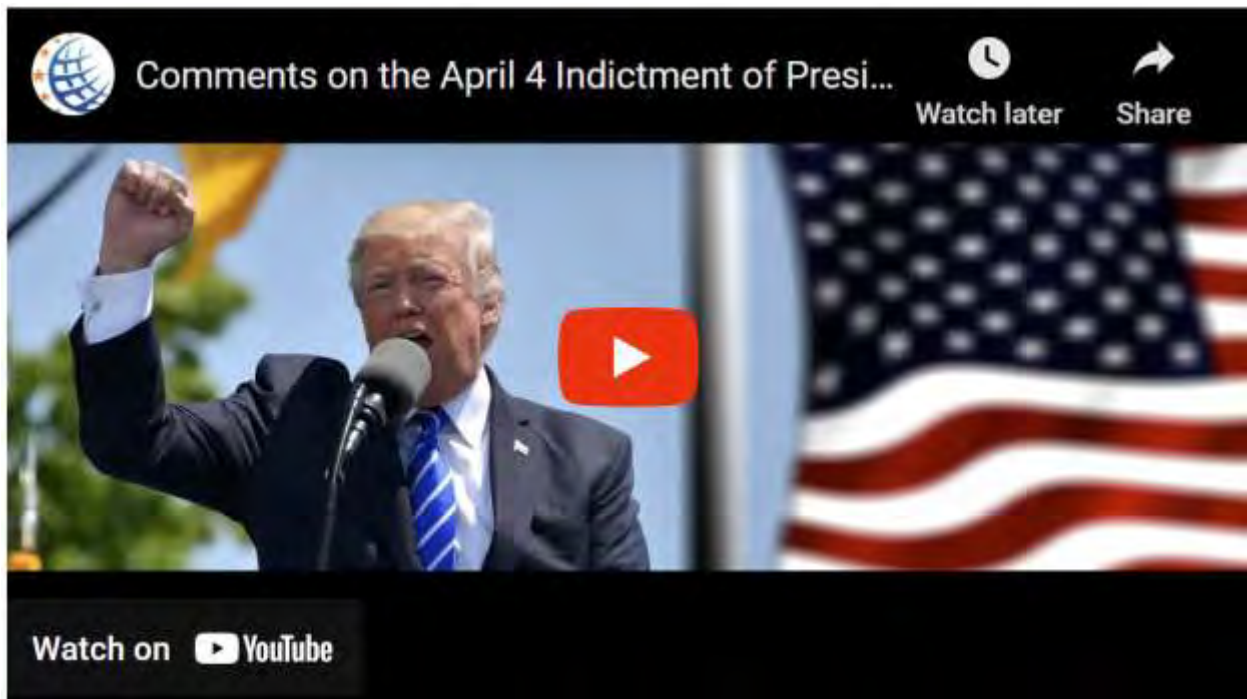 Comments on the April 4 Indictment of Presi...
Watch later
Share
Watch on YouTube